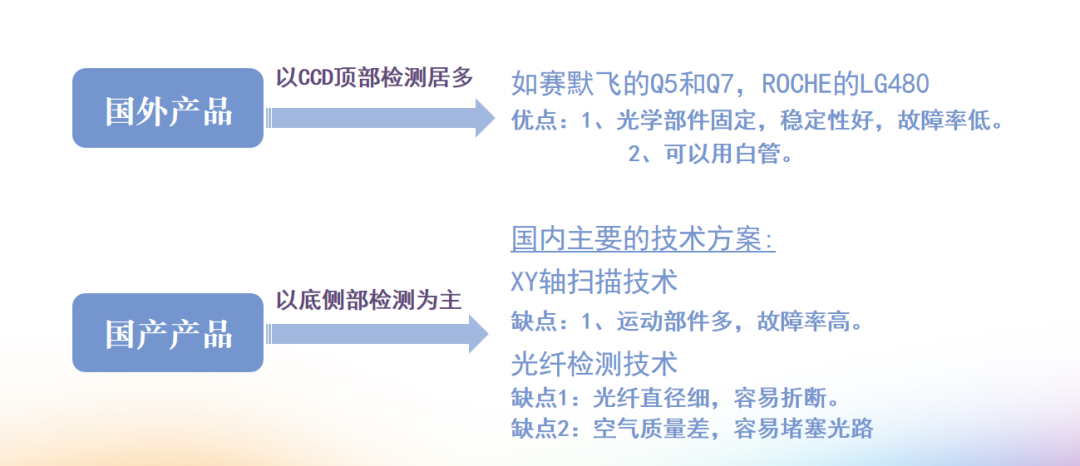 国外产品
以CCD顶部检测居多
如赛默飞的Q5和Q7，ROCHE的LG480
优点：1、光学部件固定，稳定性好，故障率低。
2、可以用白管。
国产产品
以底侧部检测为主
国内主要的技术方案:
XY轴扫描技术
缺点：1、运动部件多，故障率高。
光纤检测技术
缺点1：光纤直径细，容易折断。
缺点2：空气质量差，容易堵塞光路